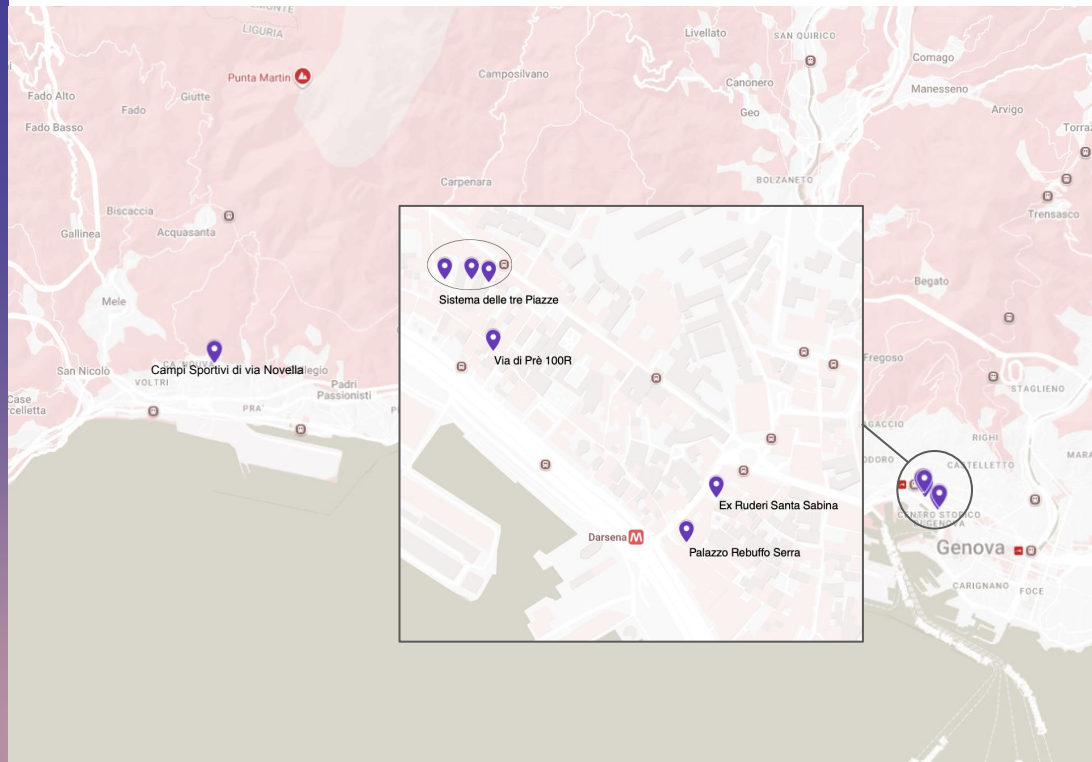 LIGURIA
Livellato
SAN QUIRICO
Comago
Punta Martin
Camposilvano
Canonero
Manesseno
Fado Alto
Giutte
Fado
Geo
Arvigo
Fado Basso
BOLZANETO
Carpenara
Biscaccia
Trensasco
Gallinea
Acquasanta
Begato
Mele
Sistema delle tre Piazze
Via di Prè 100R
Fregoso
San Nicolò
Campi Sportivi di via Novella
VOLTRI
Padri
Passionisti
PRA'
Case
STAGLIENO
RIGHI
CASTELLETTO
Ex Ruderi Santa Sabina
CENTRO STORICO
DI GENOVA
Darsena M
Palazzo Rebuffo Serra
Genova
CARIGNANO
FOCE